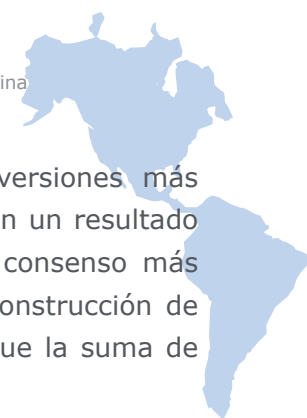 ina
versiones más
n un resultado
consenso más
onstrucción de
ue la suma de